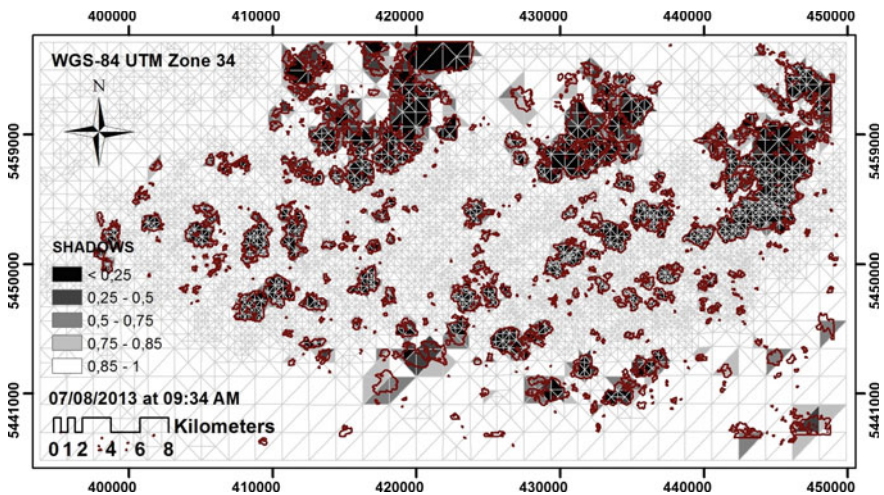 400000 410000 420000 430000 440000 450000
WGS-84 UTM Zone 34
N
5459000 5459000
SHADOWS
5450000 5450000
< 0,25
0,25 - 0,5
0,5 - 0,75
0,75 - 0,85
0,85 - 1
07/08/2013 at 09:34 AM
5441000 5441000
Kilometers
0 1 2 4 6 8
400000 410000 420000 430000 440000 450000